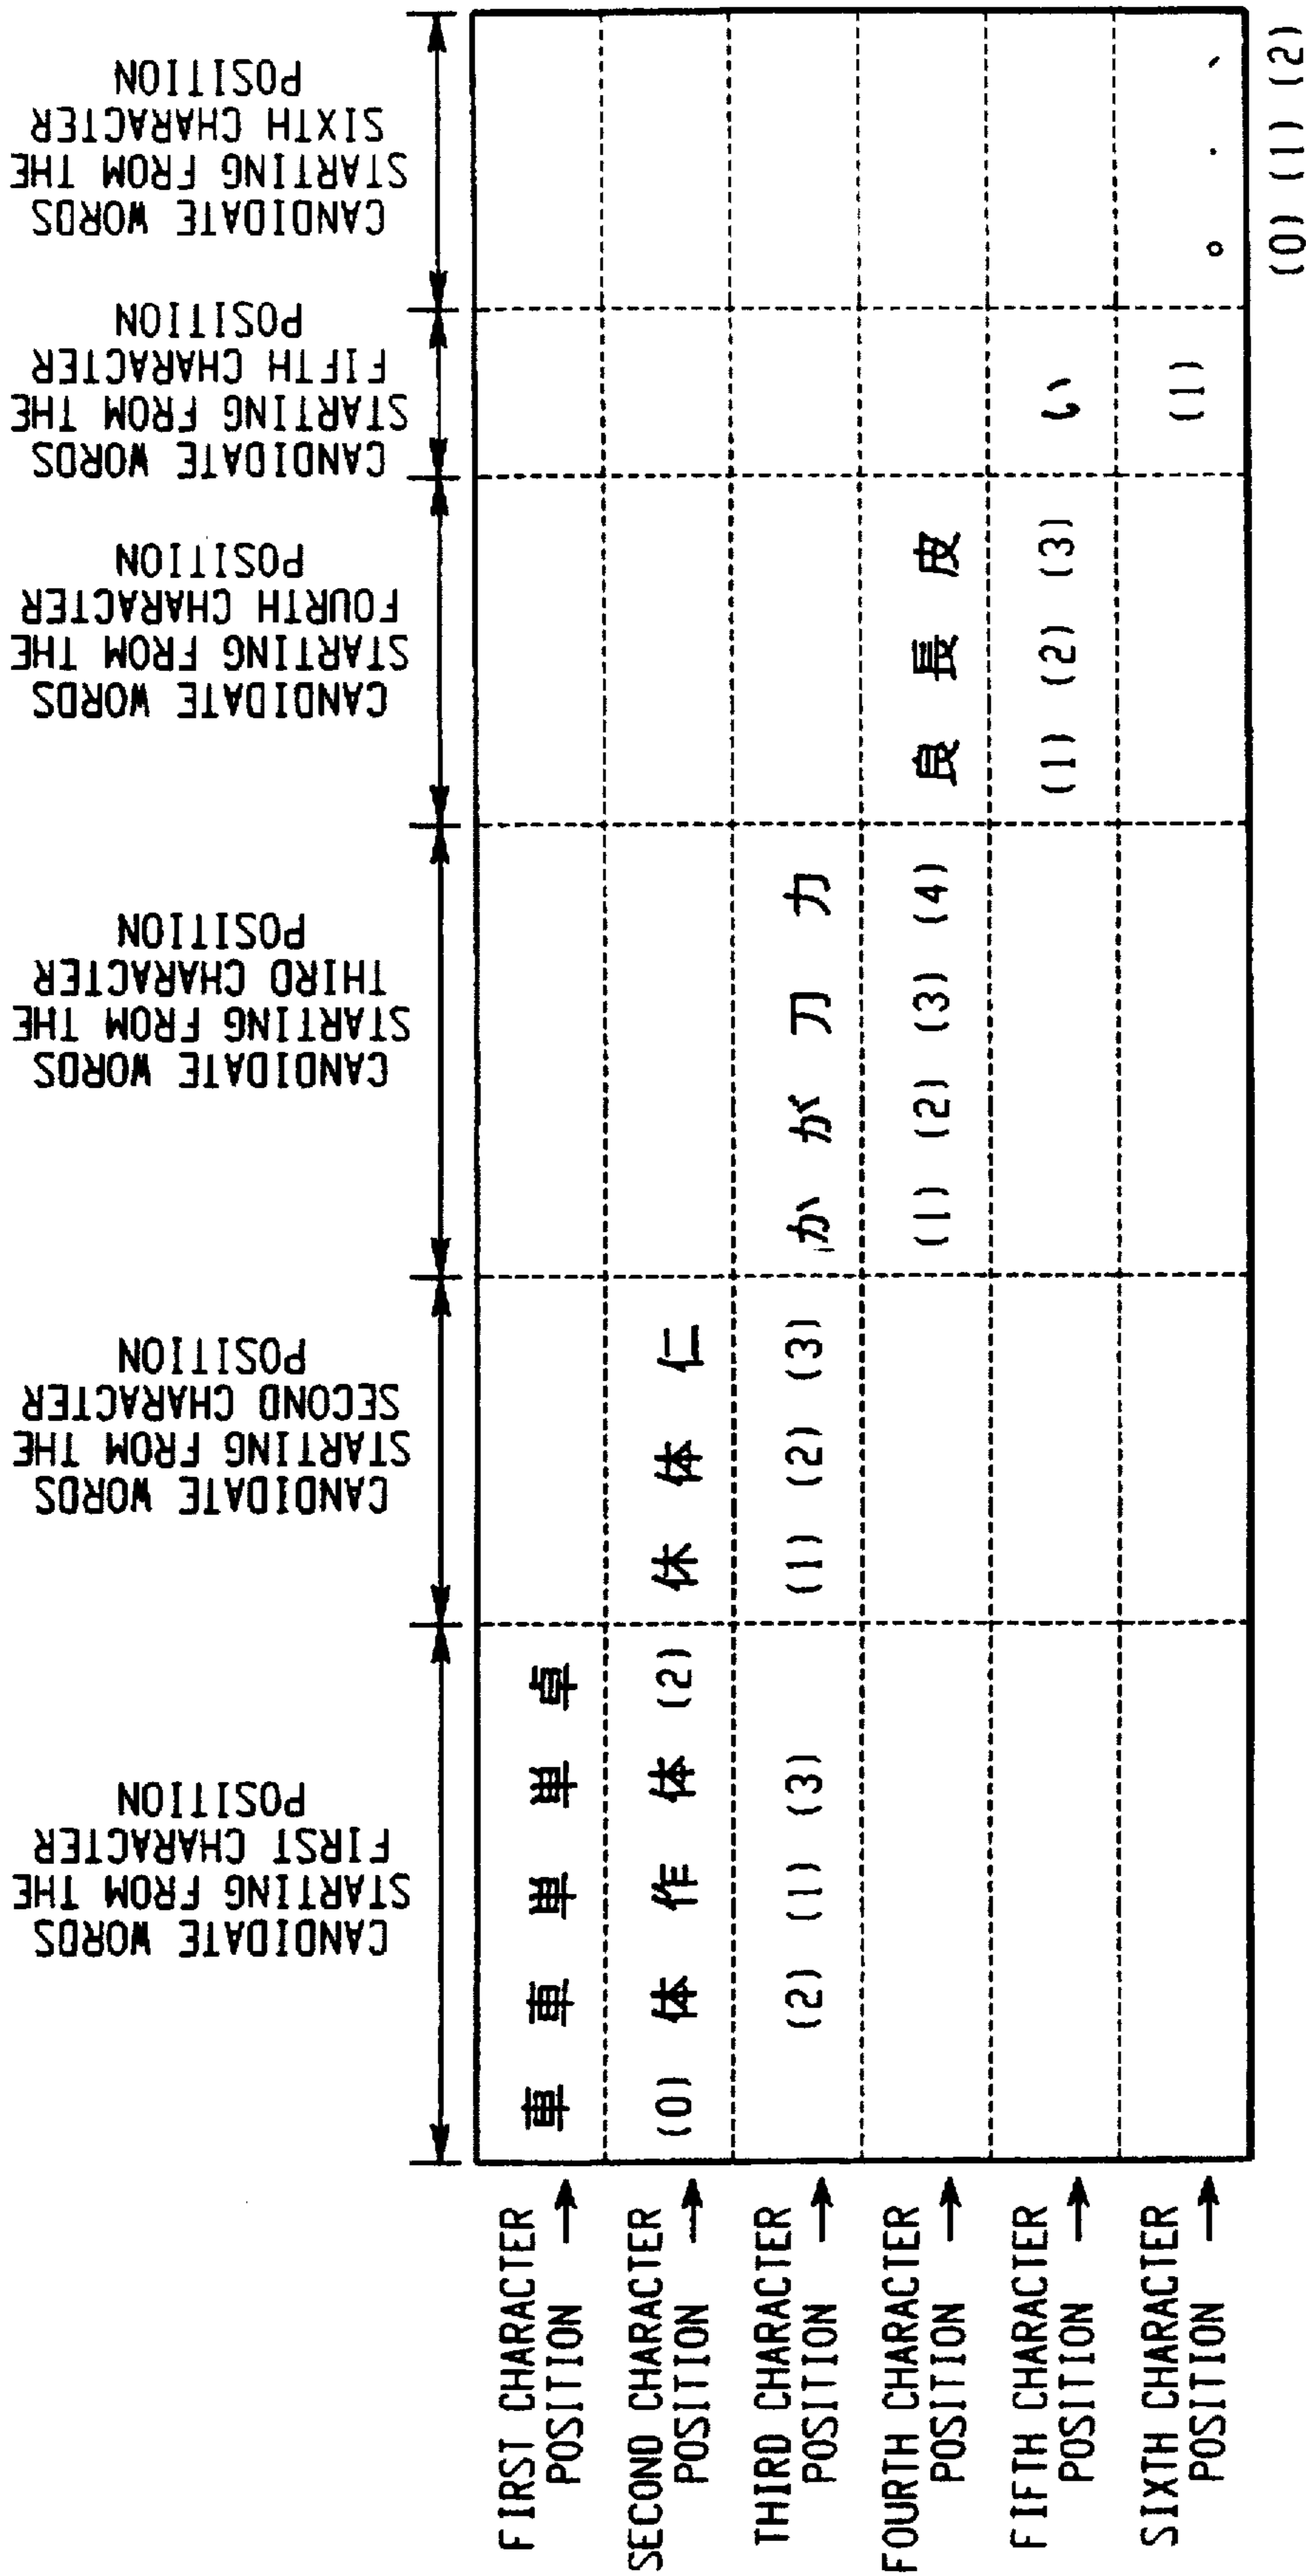 CANDIDATE WORDS
STARTING FROM THE
FIRST CHARACTER
POSITION
CANDIDATE WORDS
STARTING FROM THE
SECOND CHARACTER
POSITION
CANDIDATE WORDS
STARTING FROM THE
THIRD CHARACTER
POSITION
CANDIDATE WORDS
STARTING FROM THE
FOURTH CHARACTER
POSITION
CANDIDATE WORDS
STARTING FROM THE
FIFTH CHARACTER
POSITION
CANDIDATE WORDS
STARTING FROM THE
SIXTH CHARACTER
POSITION
FIRST CHARACTER
POSITION → 車 車 単 単 卓
SECOND CHARACTER
POSITION → (0) 体 作 体 (2) 休 体 仁
THIRD CHARACTER
POSITION → (2) (1) (3) (1) (2) (3) か が 刀 力
FOURTH CHARACTER
POSITION → (1) (2) (3) (4) 良 長 皮
FIFTH CHARACTER
POSITION → (1) (2) (3) い
SIXTH CHARACTER
POSITION → (1) 。 . 、
(0) (1) (2)